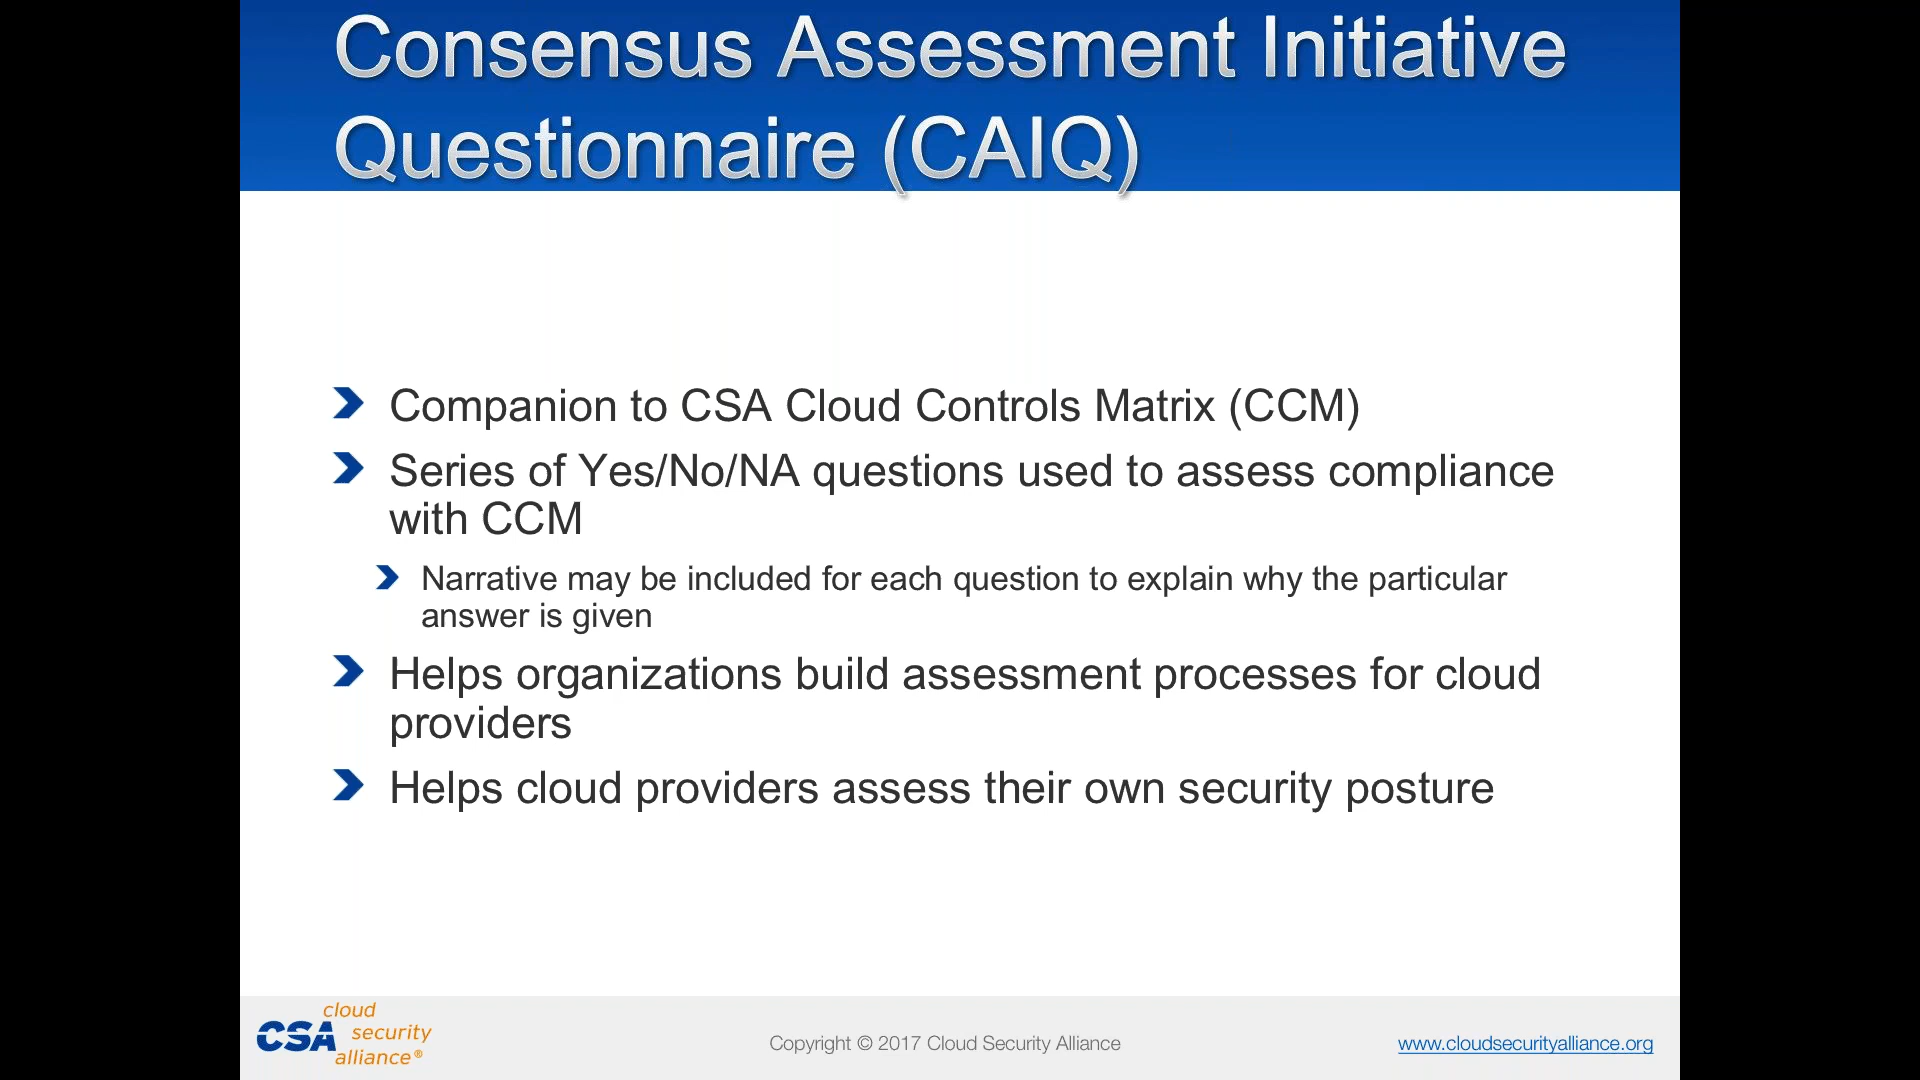 Consensus Assessment Initiative
Questionnaire (CAIQ)
Companion to CSA Cloud Controls Matrix (CCM)
Series of Yes/No/NA questions used to assess compliance
with CCM
Narrative may be included for each question to explain why the particular
answer is given
Helps organizations build assessment processes for cloud
providers
Helps cloud providers assess their own security posture
cloud
CSA security
alliance®
Copyright © 2017 Cloud Security Alliance
www.cloudsecurityalliance.org